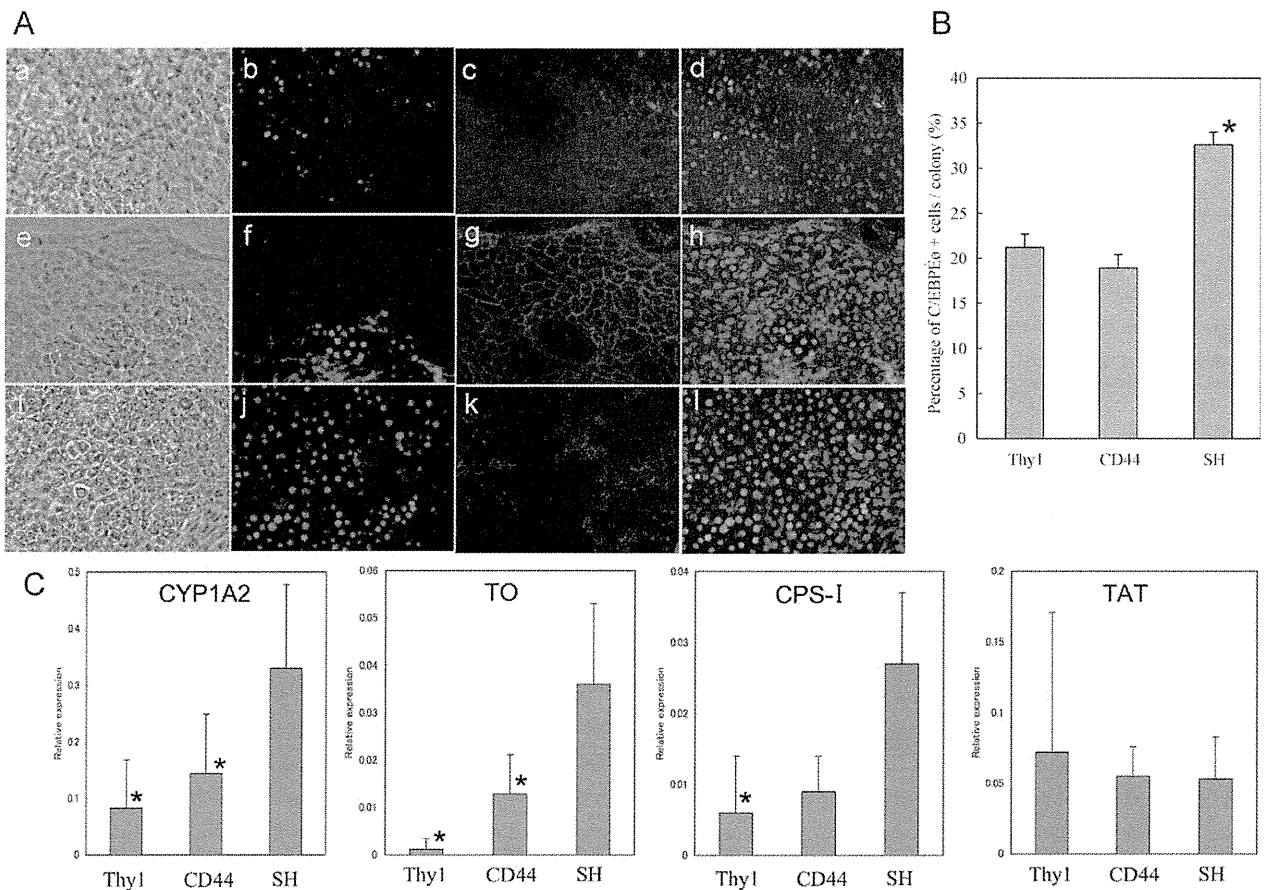 A
a
b
c
d
e
f
g
h
i
j
k
l
B
Percentage of C/EBPÉø + cells / colony (%)
40
35
30
25
20
15
10
5
0
*
Thy1
CD44
SH
C
CYP1A2
Relative expression
0.5
0.4
0.3
0.2
0.1
0
*
*
Thy1
CD44
SH
TO
Relative expression
0.06
0.05
0.04
0.03
0.02
0.01
0
*
*
Thy1
CD44
SH
CPS-I
Relative expression
0.04
0.03
0.02
0.01
0
*
Thy1
CD44
SH
TAT
Relative expression
0.2
0.15
0.1
0.05
0
Thy1
CD44
SH